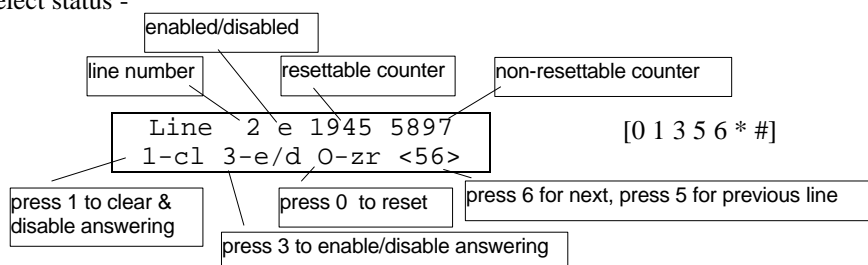 elect status -
enabled/disabled
line number
resettable counter
non-resettable counter
Line 2 e 1945 5897
1-cl 3-e/d O-zr <56>
[0 1 3 5 6 * #]
press 1 to clear &
disable answering
press 0 to reset
press 6 for next, press 5 for previous line
press 3 to enable/disable answering